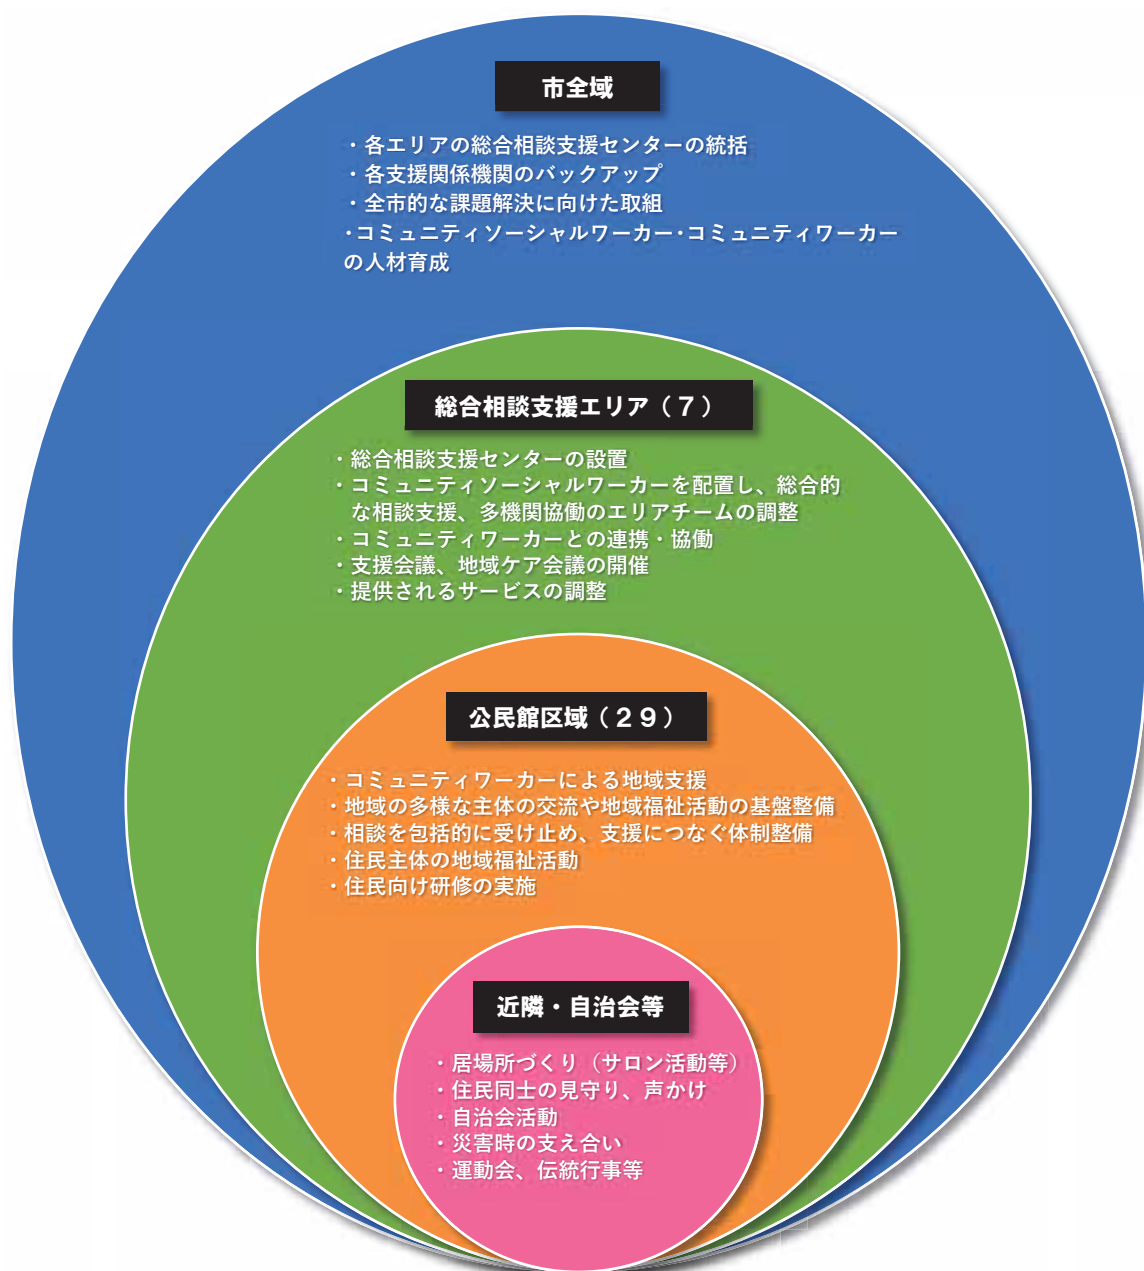 市全域
・各エリアの総合相談支援センターの統括
・各支援関係機関のバックアップ
・全市的な課題解決に向けた取組
・コミュニティソーシャルワーカー・コミュニティワーカー
の人材育成
総合相談支援エリア（７）
・総合相談支援センターの設置
・コミュニティソーシャルワーカーを配置し、総合的
な相談支援、多機関協働のエリアチームの調整
・コミュニティワーカーとの連携・協働
・支援会議、地域ケア会議の開催
・提供されるサービスの調整
公民館区域（２９）
・コミュニティワーカーによる地域支援
・地域の多様な主体の交流や地域福祉活動の基盤整備
・相談を包括的に受け止め、支援につなぐ体制整備
・住民主体の地域福祉活動
・住民向け研修の実施
近隣・自治会等
・居場所づくり（サロン活動等）
・住民同士の見守り、声かけ
・自治会活動
・災害時の支え合い
・運動会、伝統行事等